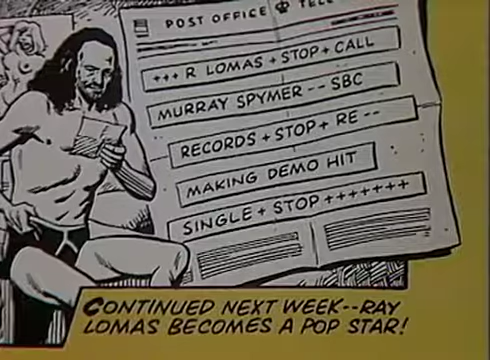 POST OFFICE TELE
+++ R LOMAS + STOP + CALL
MURRAY SPYMER -- SBC
RECORDS + STOP + RE --
MAKING DEMO HIT
SINGLE + STOP +++++++
CONTINUED NEXT WEEK--RAY
LOMAS BECOMES A POP STAR!